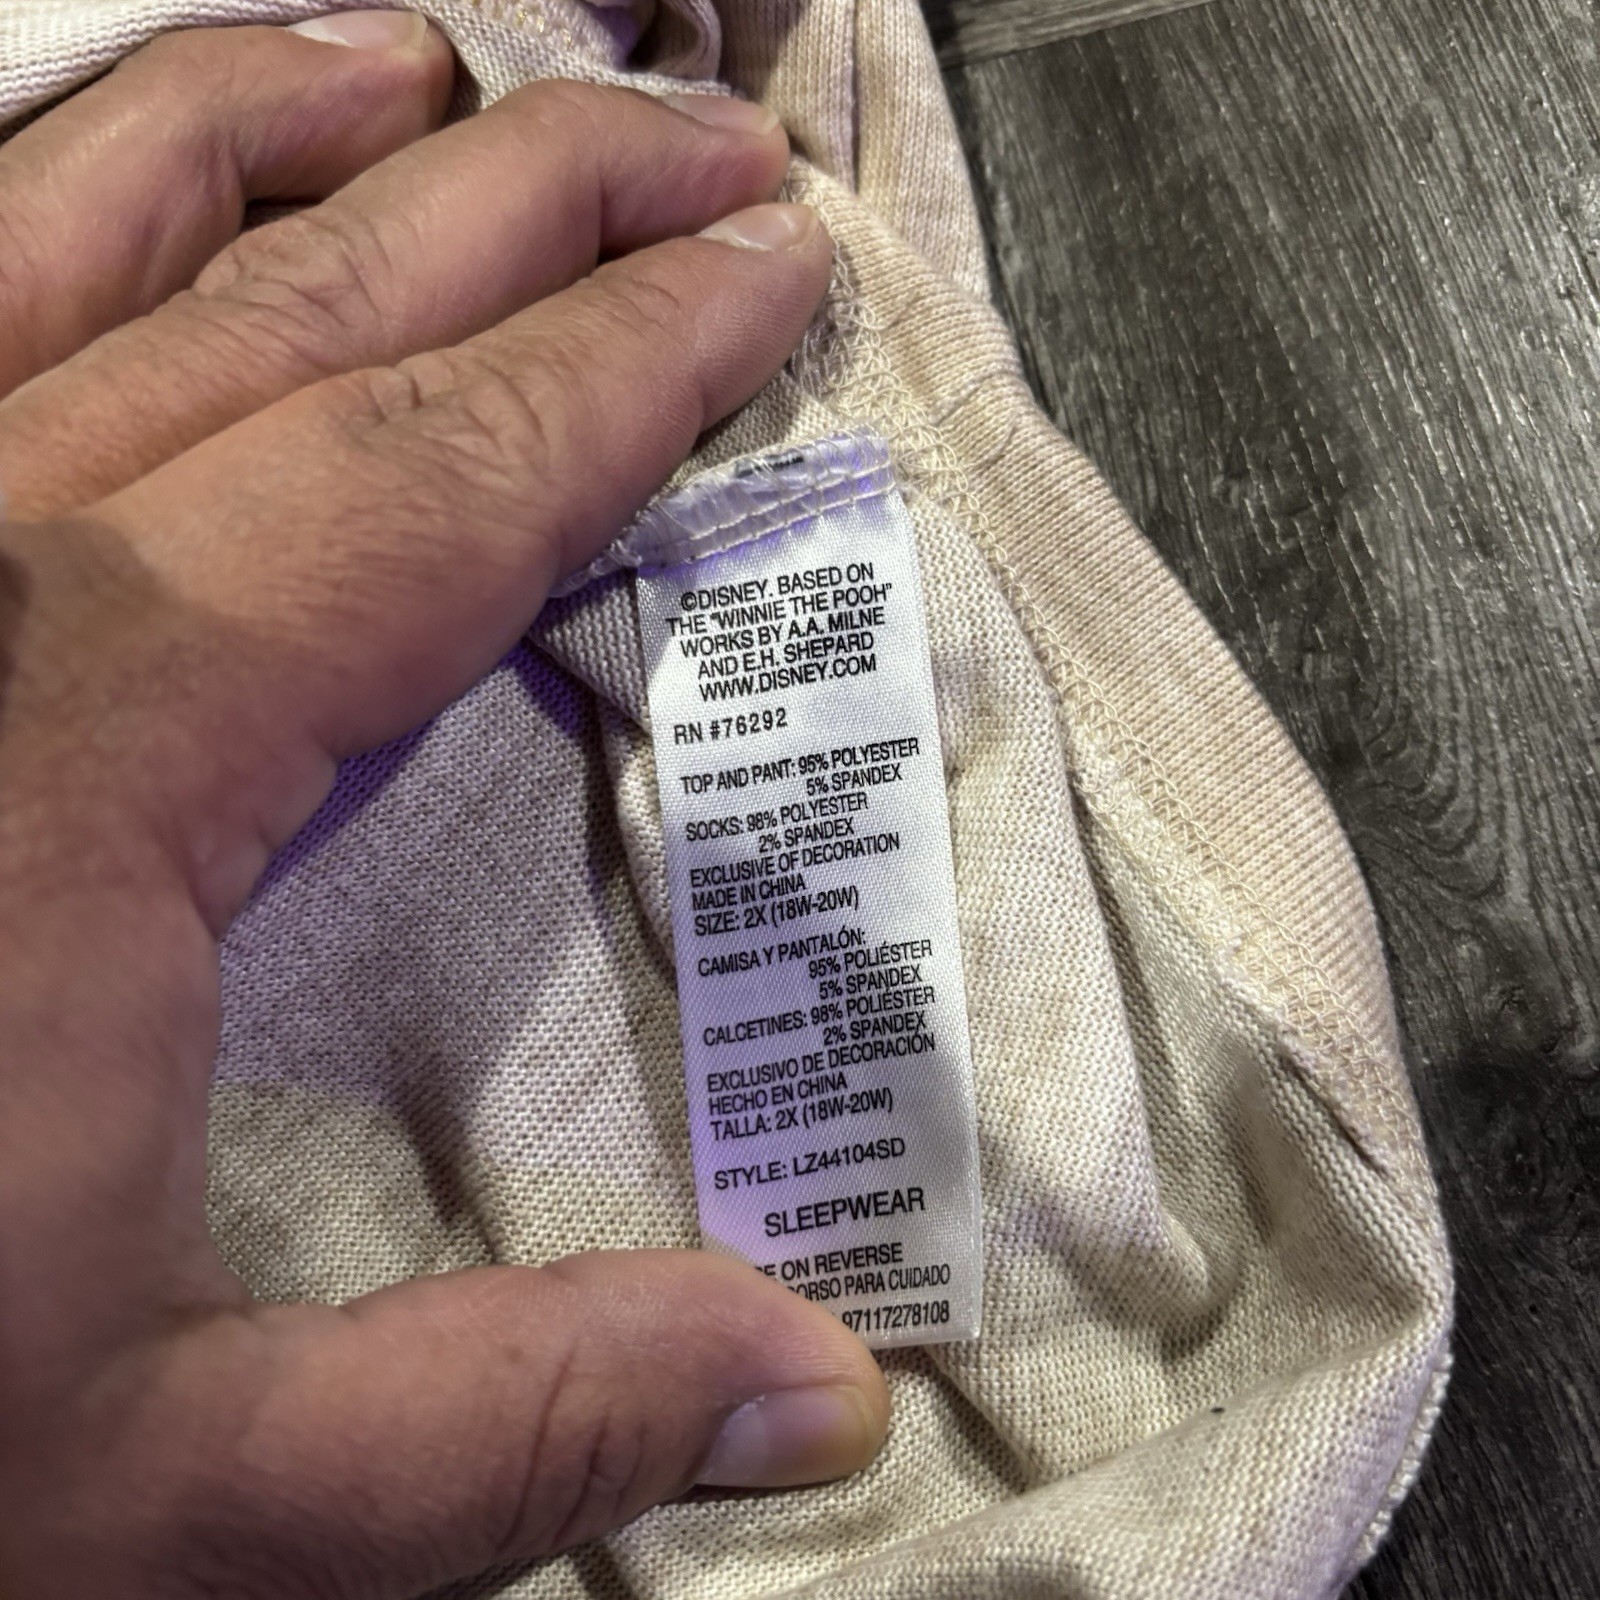 ©DISNEY. BASED ON
THE "WINNIE THE POOH"
WORKS BY A.A. MILNE
AND E.H. SHEPARD
WWW.DISNEY.COM
RN #76292
TOP AND PANT: 95% POLYESTER
5% SPANDEX
SOCKS: 98% POLYESTER
2% SPANDEX
EXCLUSIVE OF DECORATION
MADE IN CHINA
SIZE: 2X (18W-20W)
CAMISA Y PANTALÓN:
95% POLIÉSTER
5% SPANDEX
CALCETINES: 98% POLIÉSTER
2% SPANDEX
EXCLUSIVO DE DECORACIÓN
HECHO EN CHINA
TALLA: 2X (18W-20W)
STYLE: LZ44104SD
SLEEPWEAR
ON REVERSE
PARA CUIDADO
97117278108